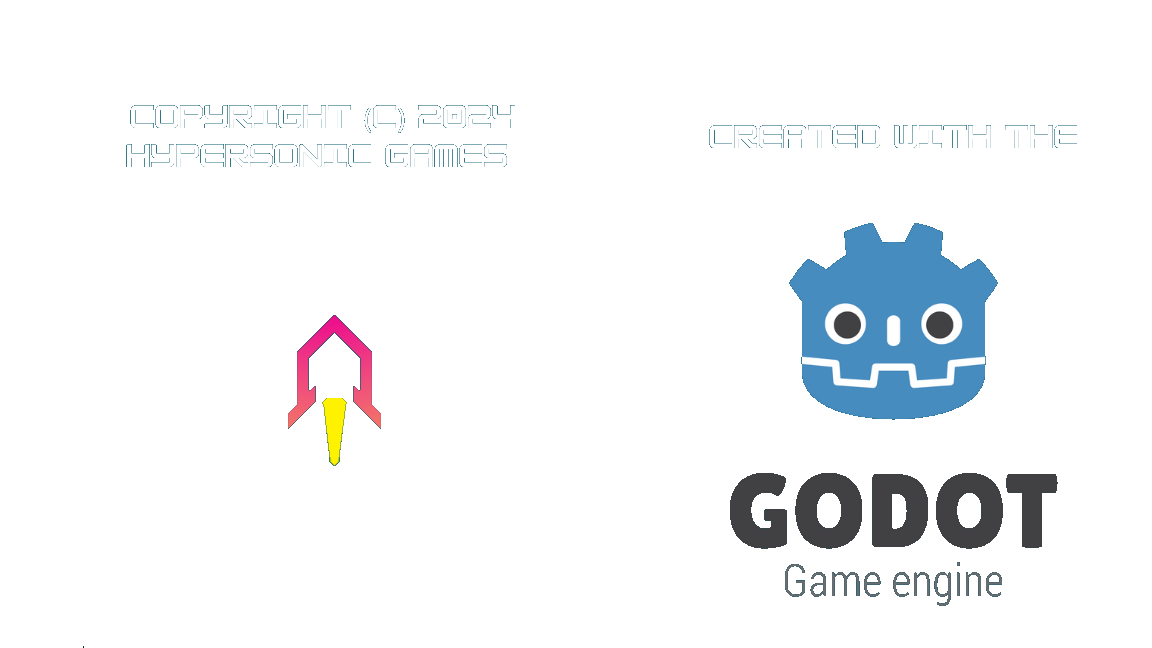 COPYRIGHT (C) 2024
HYPERSONIC GAMES
CREATED WITH THE
GODOT
Game engine